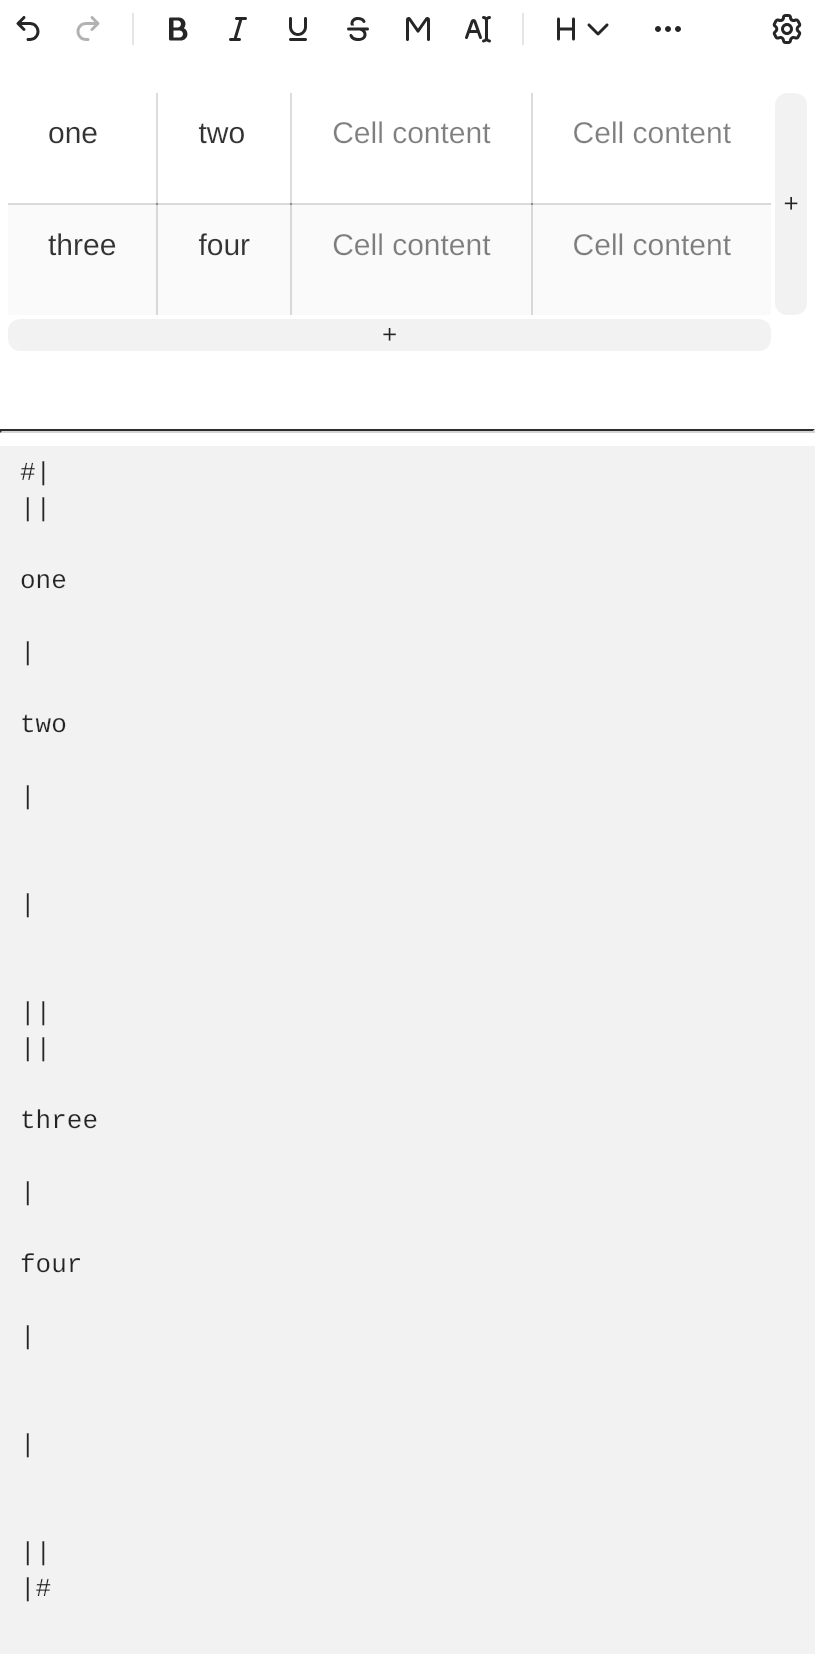 B I U S M A H
one two Cell content Cell content
+
three four Cell content Cell content
+
#|
||
one
|
two
|
|
||
||
three
|
four
|
|
||
|#